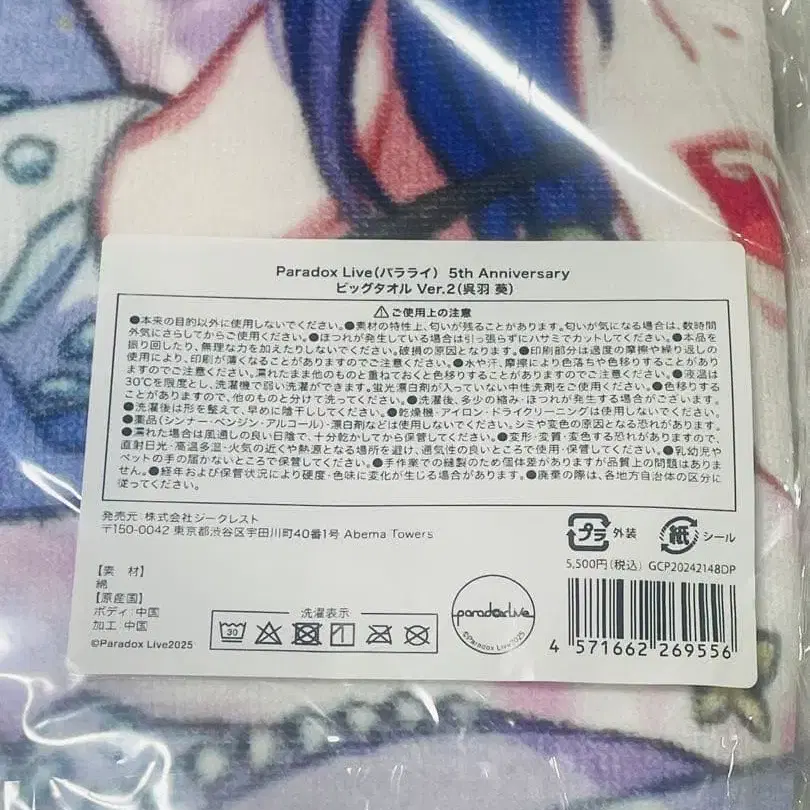 Paradox Live(パラライ) 5th Anniversary
ビッグタオル Ver.2(呉羽 葵)
⚠ご使用上の注意
●本来の目的以外に使用しないでください。●素材の特性上、匂いが残ることがあります。匂いが気になる場合は、数時間
外気にさらしてからご使用ください。●ほつれが発生している場合は引っ張らずにハサミでカットしてください。●本品を
振り回したり、無理な力を加えたりしないでください。破損の原因となります。●印刷部分は過度の摩擦や繰り返しの
使用により、印刷が薄くなることがありますのでご注意ください。●水や汗、摩擦により色落ちや色移りすることがあり
ますのでご注意ください。濡れたまま他のものと重ねておくと色移りすることがありますのでご注意ください。●液温は
30℃を限度とし、洗濯機で弱い洗濯ができます。蛍光漂白剤が入っていない中性洗剤をご使用ください。●色移りする
ことがありますので、他のものと分けて洗ってください。●洗濯後、多少の縮み・ほつれが発生する場合がございます。
●洗濯後は形を整えて、早めに陰干ししてください。●乾燥機・アイロン・ドライクリーニングは使用しないでください。
●薬品(シンナー・ベンジン・アルコール)・漂白剤などは使用しないでください。シミや変色の原因となる恐れがあります。
●濡れた場合は風通しの良い日陰で、十分乾かしてから保管してください。●変形・変質・変色する恐れがありますので、
直射日光・高温多湿・火気の近くや熱源となる場所を避け、通気性の良いところで使用・保管してください。●乳幼児や
ペットの手の届かないところで保管してください。●手作業での縫製のため個体差がありますが品質上の問題はありま
せん。●経年および保管状況により硬度・色味に変化が生じる場合があります。●廃棄の際は、各地方自治体の区分に
従ってください。
発売元:株式会社ジークレスト
〒150-0042 東京都渋谷区宇田川町40番1号 Abema Towers
プラ 外装
紙 シール
5,500円(税込) GCP20242148DP
【素 材】
綿
【原産国】
ボディ:中国
加工:中国
©Paradox Live2025
洗濯表示
30
paradoxlive
©Paradox Live2025
4 571662 269556